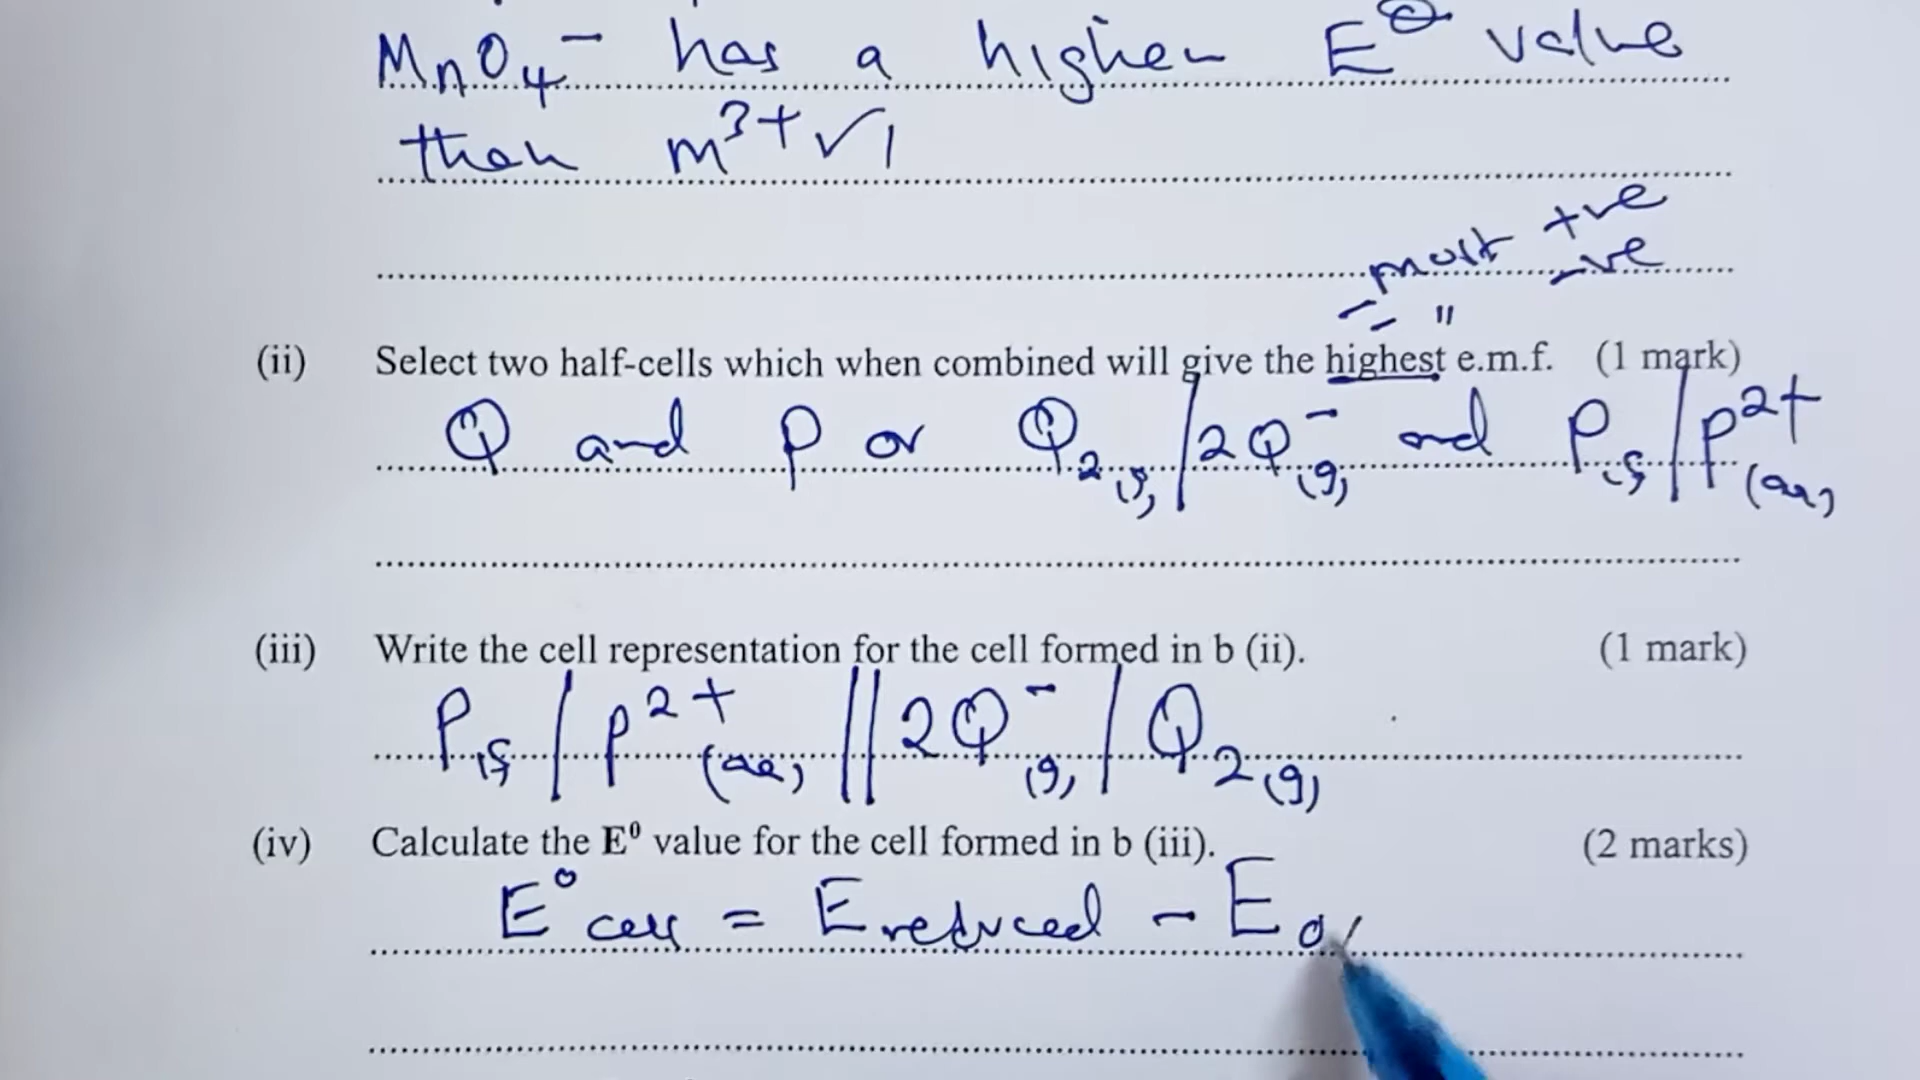 MnO₄⁻ has a higher E⁰ value
than m³⁺ √1
most +ve
= " -ve
(ii) Select two half-cells which when combined will give the highest e.m.f. (1 mark)
Q and P or Q₂(g)/2Q⁻(g) and P(s)/P²⁺(aq)
(iii) Write the cell representation for the cell formed in b (ii). (1 mark)
P(s)/P²⁺(aq)//2Q⁻(g)/Q₂(g)
(iv) Calculate the E⁰ value for the cell formed in b (iii). (2 marks)
E⁰cell = Ereduced - Eo